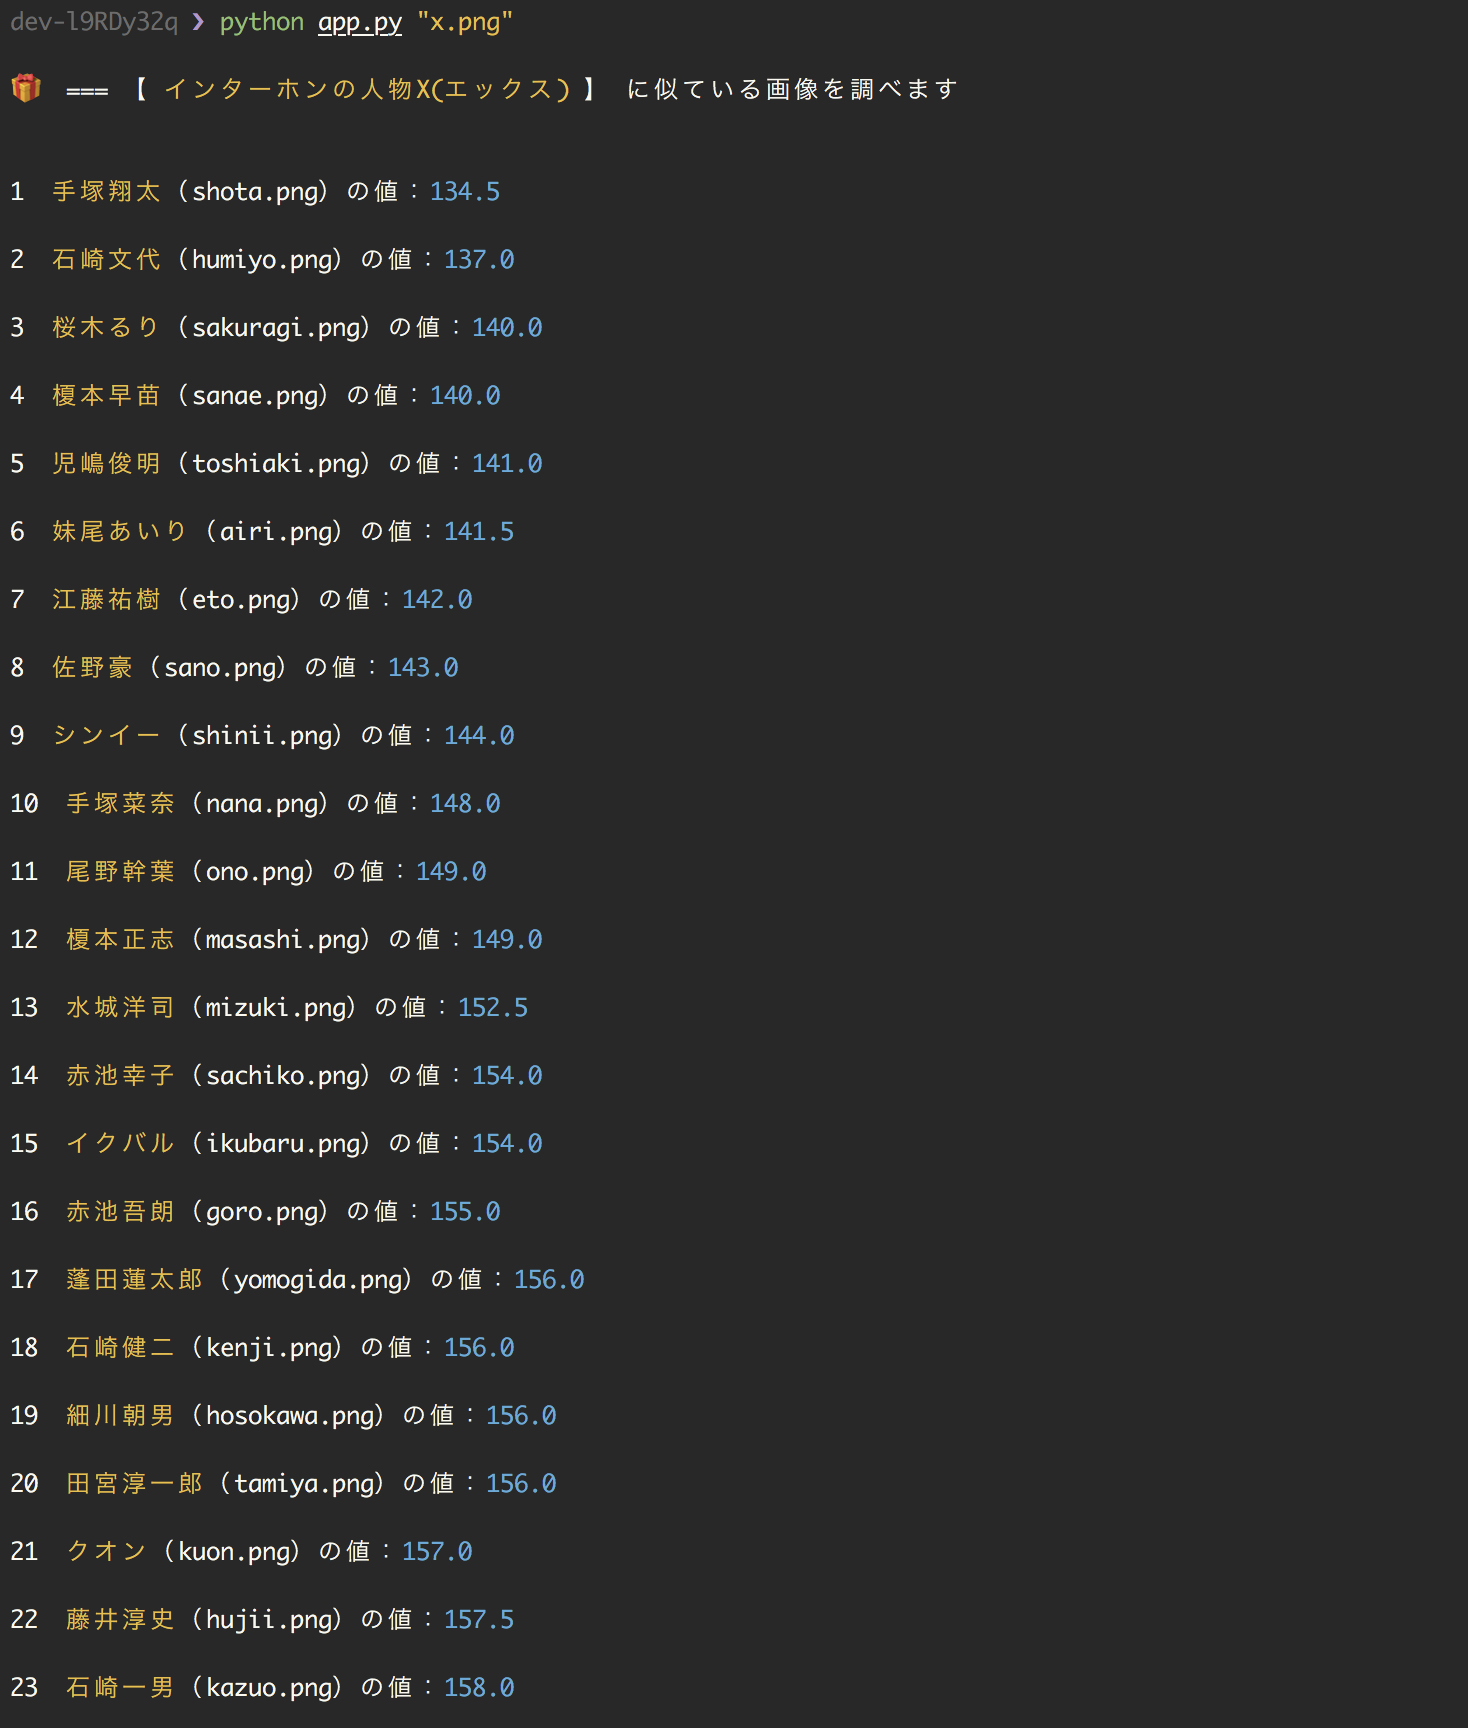 dev-l9RDy32q ❯ python app.py "x.png"
🎁 === 【 インターホンの人物X(エックス) 】 に似ている画像を調べます
1 手塚翔太（shota.png）の値：134.5
2 石崎文代（humiyo.png）の値：137.0
3 桜木るり（sakuragi.png）の値：140.0
4 榎本早苗（sanae.png）の値：140.0
5 児嶋俊明（toshiaki.png）の値：141.0
6 妹尾あいり（airi.png）の値：141.5
7 江藤祐樹（eto.png）の値：142.0
8 佐野豪（sano.png）の値：143.0
9 シンイー（shinii.png）の値：144.0
10 手塚菜奈（nana.png）の値：148.0
11 尾野幹葉（ono.png）の値：149.0
12 榎本正志（masashi.png）の値：149.0
13 水城洋司（mizuki.png）の値：152.5
14 赤池幸子（sachiko.png）の値：154.0
15 イクバル（ikubaru.png）の値：154.0
16 赤池吾朗（goro.png）の値：155.0
17 蓬田蓮太郎（yomogida.png）の値：156.0
18 石崎健二（kenji.png）の値：156.0
19 細川朝男（hosokawa.png）の値：156.0
20 田宮淳一郎（tamiya.png）の値：156.0
21 クオン（kuon.png）の値：157.0
22 藤井淳史（hujii.png）の値：157.5
23 石崎一男（kazuo.png）の値：158.0